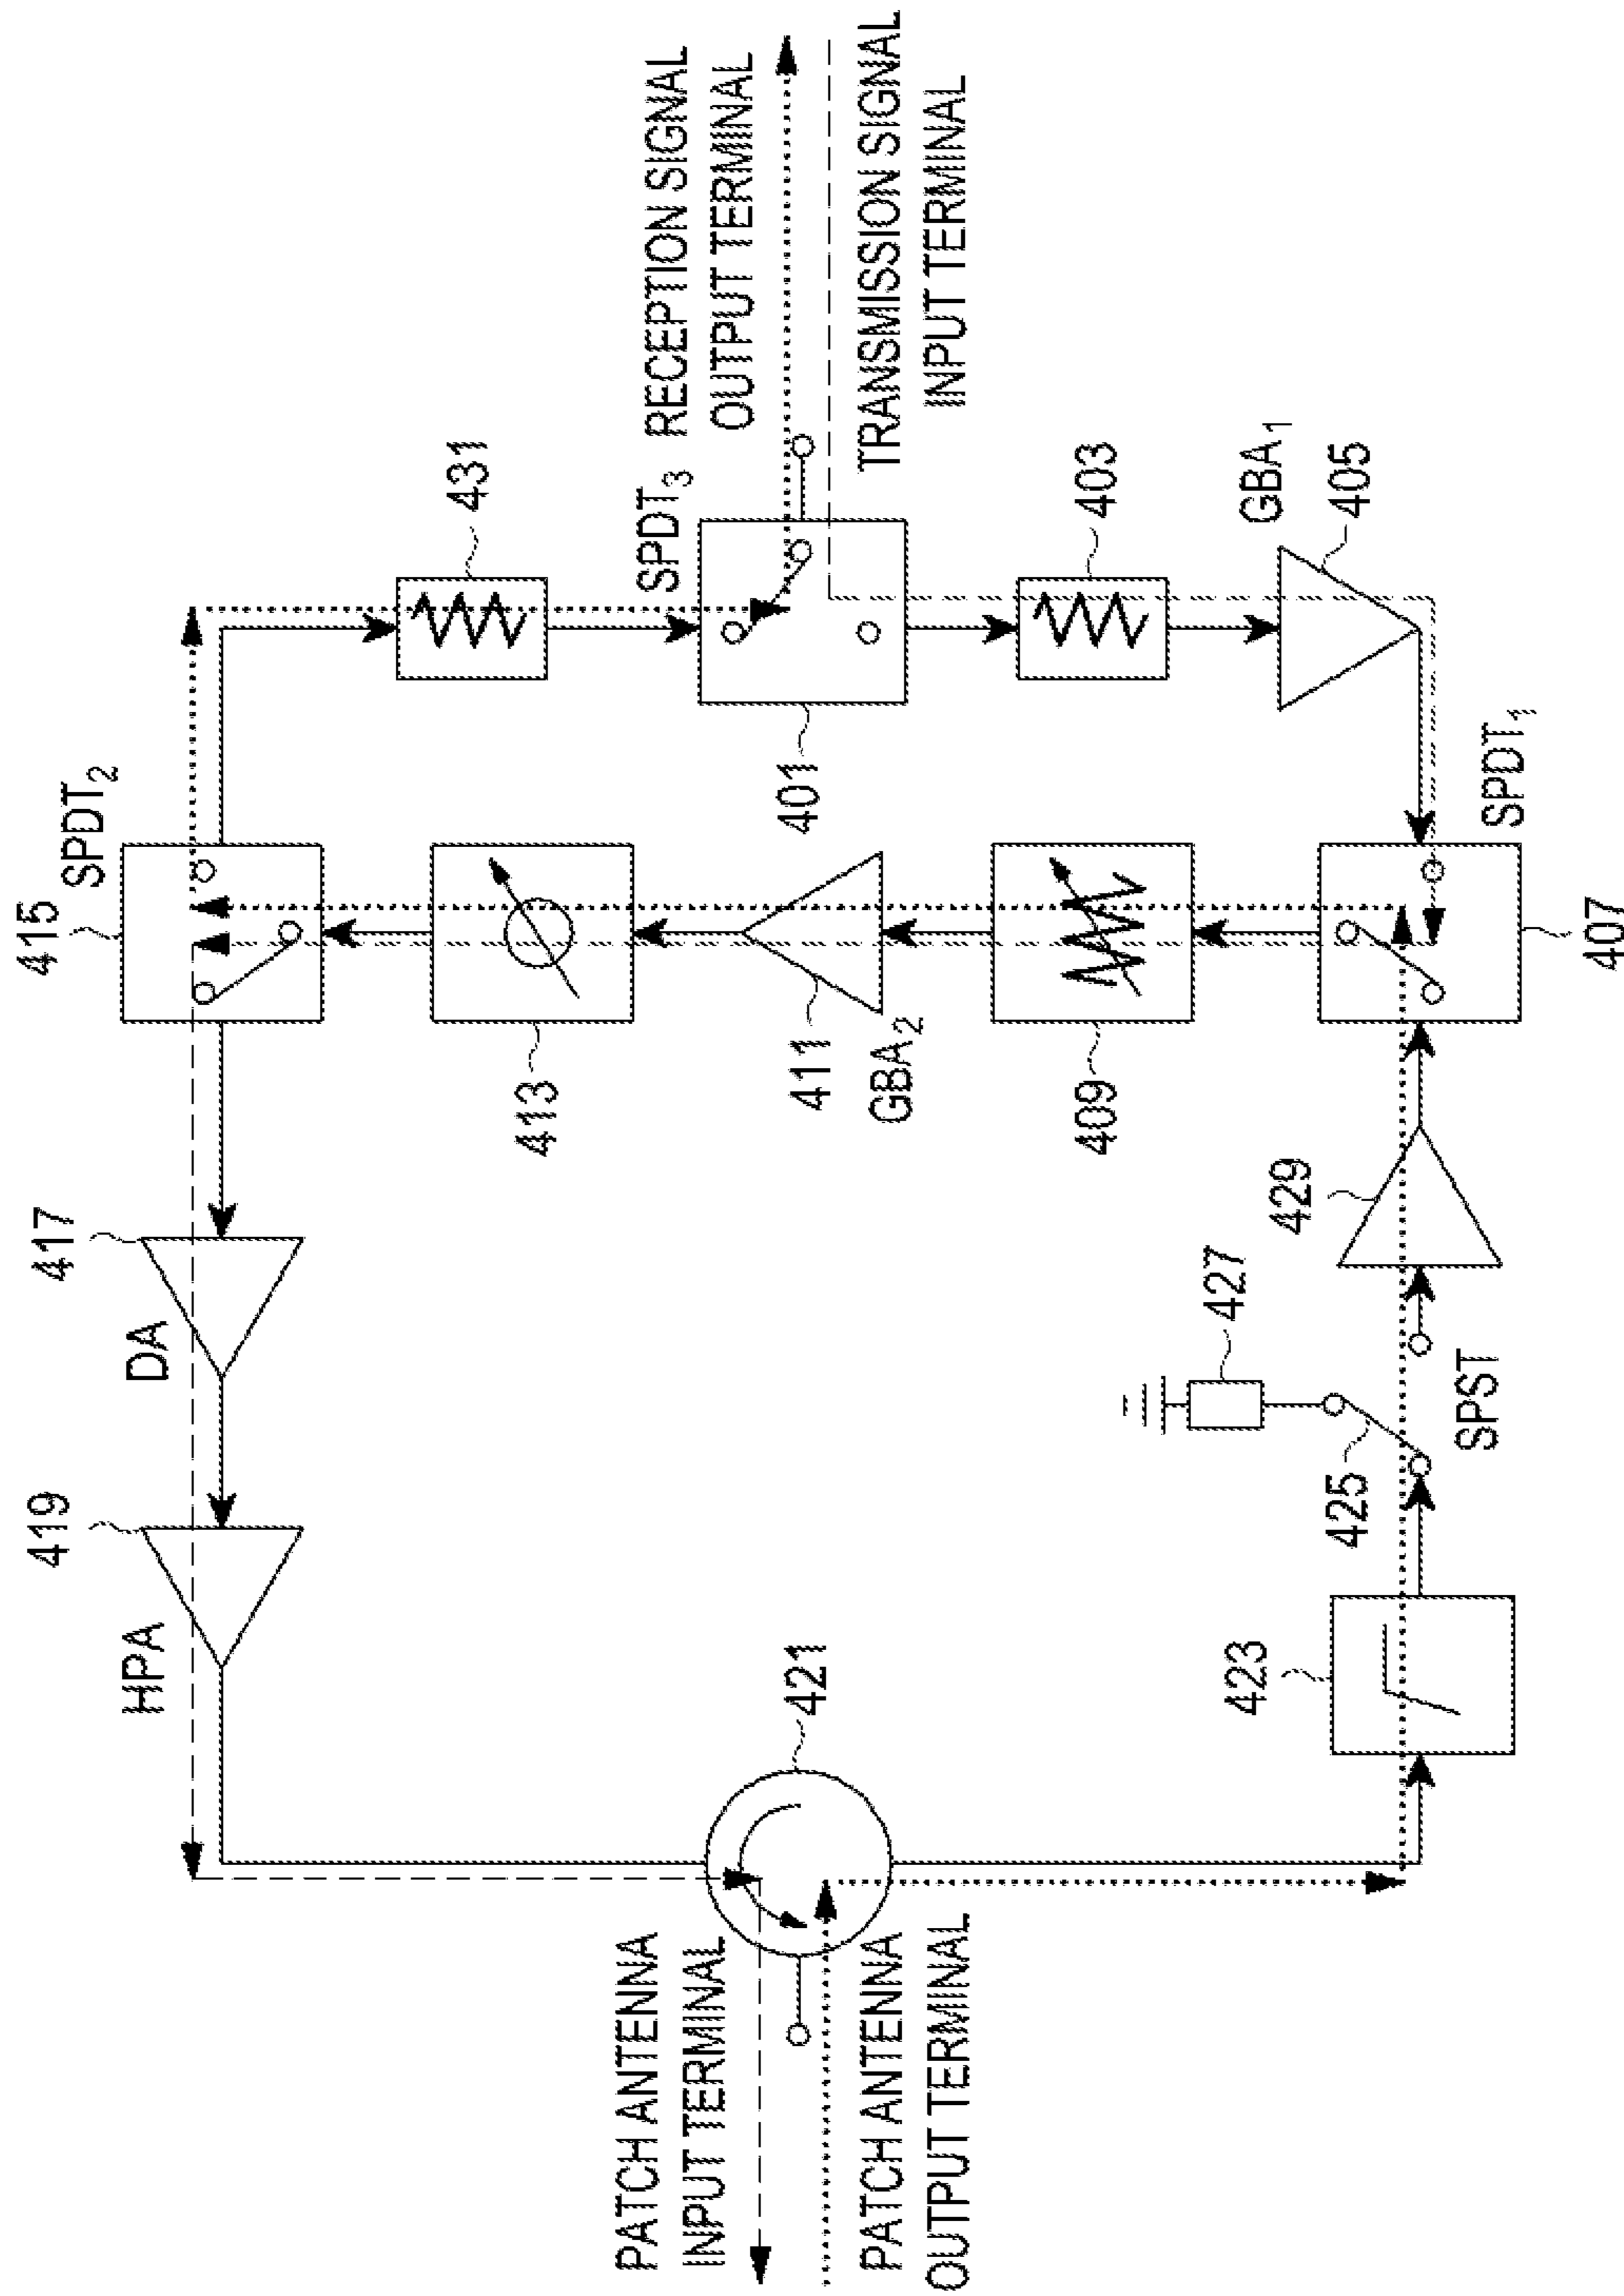 PATCH ANTENNA
INPUT TERMINAL
PATCH ANTENNA
OUTPUT TERMINAL
421
HPA
419
DA
417
415
SPDT2
413
411
GBA2
409
407
SPDT1
423
425
SPST
427
429
431
SPDT3
401
403
GBA1
405
RECEPTION SIGNAL
OUTPUT TERMINAL
TRANSMISSION SIGNAL
INPUT TERMINAL